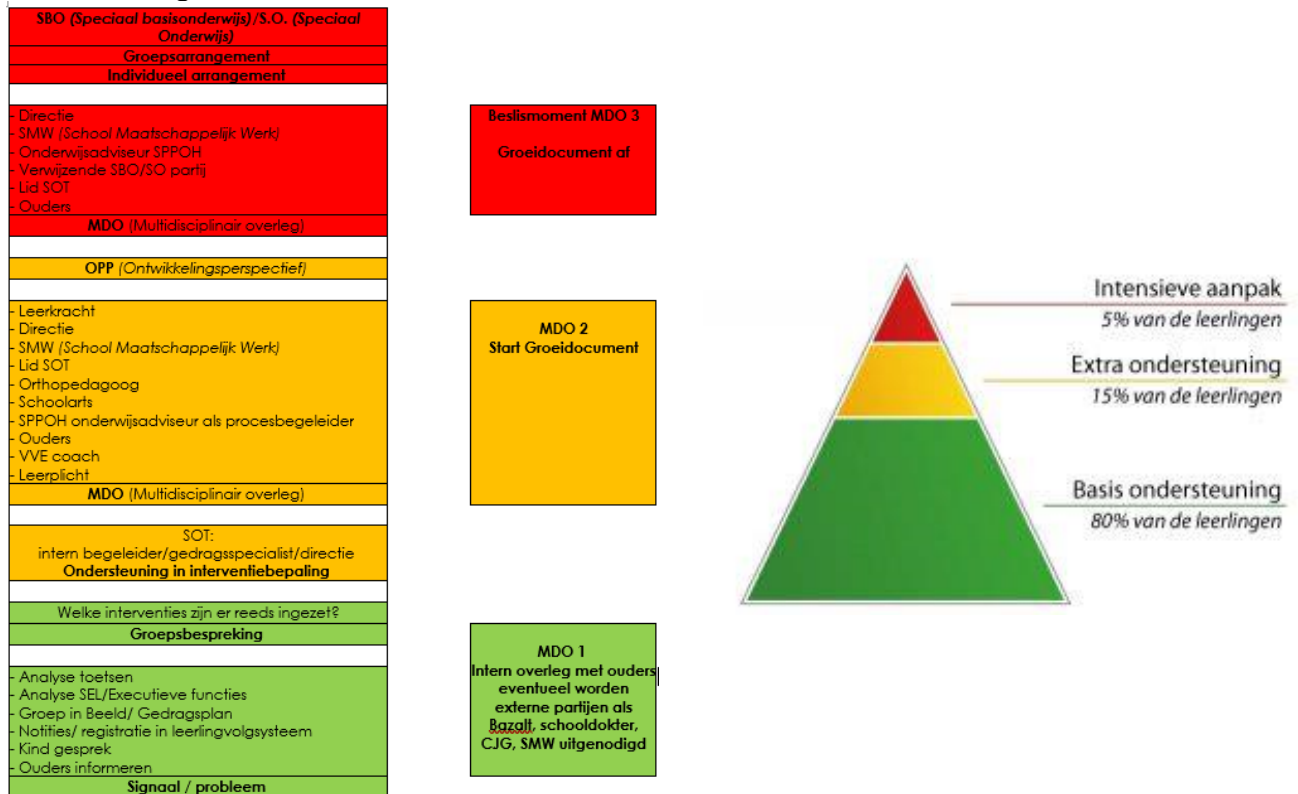 SBO (Speciaal basisonderwijs)/S.O. (Speciaal
Onderwijs)
Groepsarrangement
Individueel arrangement
- Directie
- SMW (School Maatschappelijk Werk)
- Onderwijsadviseur SPPOH
- Verwijzende SBO/SO partij
- Lid SOT
- Ouders
MDO (Multidisciplinair overleg)
Beslismoment MDO 3
Groeidocument af
OPP (Ontwikkelingsperspectief)
- Leerkracht
- Directie
- SMW (School Maatschappelijk Werk)
- Lid SOT
- Orthopedagoog
- Schoolarts
- SPPOH onderwijsadviseur als procesbegeleider
- Ouders
- VVE coach
- Leerplicht
MDO (Multidisciplinair overleg)
MDO 2
Start Groeidocument
SOT:
intern begeleider/gedragsspecialist/directie
Ondersteuning in interventiebepaling
Welke interventies zijn er reeds ingezet?
Groepsbespreking
- Analyse toetsen
- Analyse SEL/Executieve functies
- Groep in Beeld/ Gedragsplan
- Notities/ registratie in leerlingvolgsysteem
- Kind gesprek
- Ouders informeren
Signaal / probleem
MDO 1
Intern overleg met ouders
eventueel worden
externe partijen als
Bazalt, schooldokter,
CJG, SMW uitgenodigd
Intensieve aanpak
5% van de leerlingen
Extra ondersteuning
15% van de leerlingen
Basis ondersteuning
80% van de leerlingen